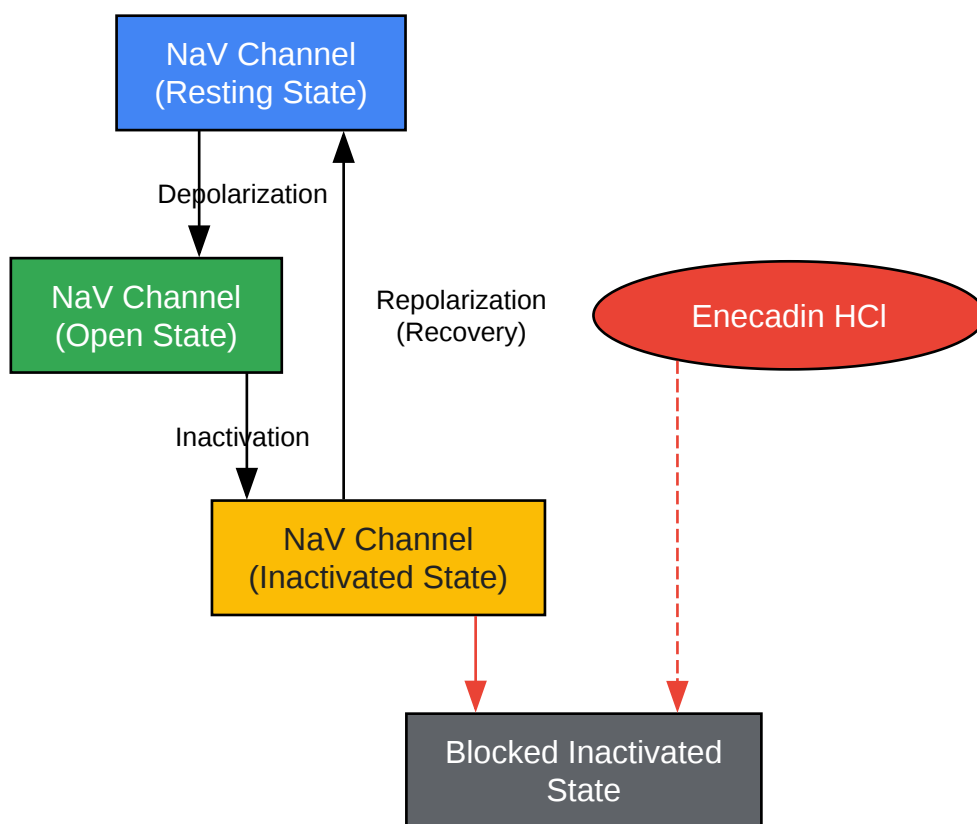 NaV Channel
(Resting State)
Depolarization
NaV Channel
(Open State)
Repolarization
(Recovery)
Enecadin HCl
Inactivation
NaV Channel
(Inactivated State)
Blocked Inactivated
State